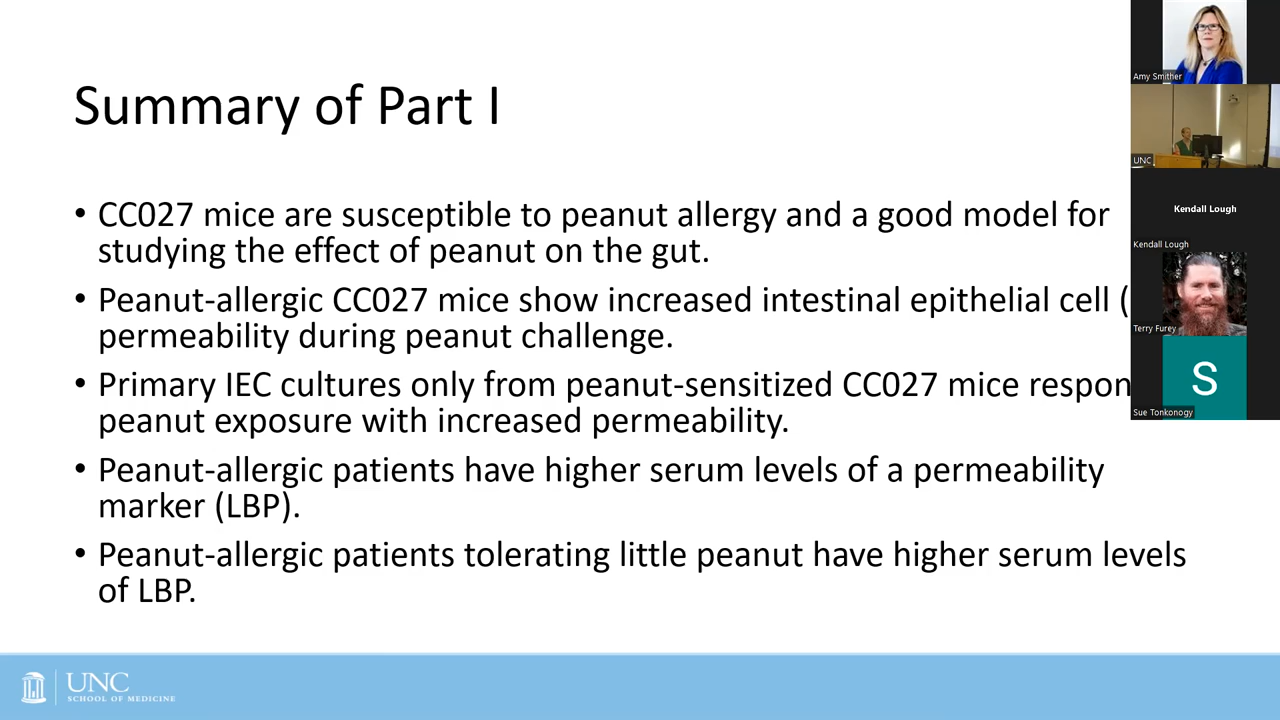 Summary of Part I
• CC027 mice are susceptible to peanut allergy and a good model for
studying the effect of peanut on the gut.
• Peanut-allergic CC027 mice show increased intestinal epithelial cell (
permeability during peanut challenge.
• Primary IEC cultures only from peanut-sensitized CC027 mice respon
peanut exposure with increased permeability.
• Peanut-allergic patients have higher serum levels of a permeability
marker (LBP).
• Peanut-allergic patients tolerating little peanut have higher serum levels
of LBP.
UNC
SCHOOL OF MEDICINE
Amy Smither
UNC
Kendall Lough
Kendall Lough
Terry Furey
S
Sue Tonkonogy